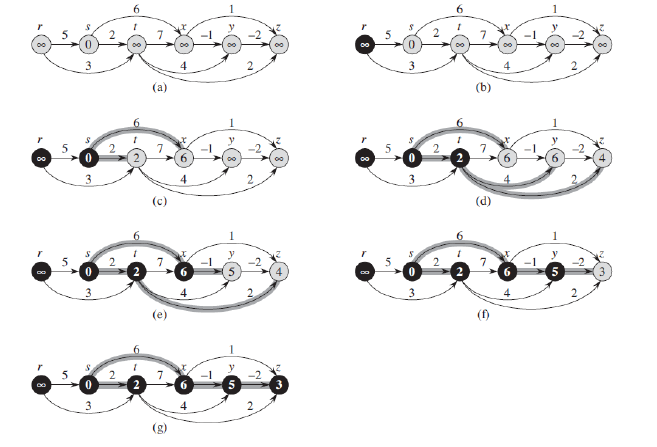 6 1
r s t x y z
∞ 5 0 2 ∞ 7 ∞ –1 ∞ –2 ∞
3 4 2
(a)
6 1
r s t x y z
∞ 5 0 2 ∞ 7 ∞ –1 ∞ –2 ∞
3 4 2
(b)
6 1
r s t x y z
∞ 5 0 2 2 7 6 –1 ∞ –2 ∞
3 4 2
(c)
6 1
r s t x y z
∞ 5 0 2 2 7 6 –1 6 –2 4
3 4 2
(d)
6 1
r s t x y z
∞ 5 0 2 2 7 6 –1 5 –2 4
3 4 2
(e)
6 1
r s t x y z
∞ 5 0 2 2 7 6 –1 5 –2 3
3 4 2
(f)
6 1
r s t x y z
∞ 5 0 2 2 7 6 –1 5 –2 3
3 4 2
(g)